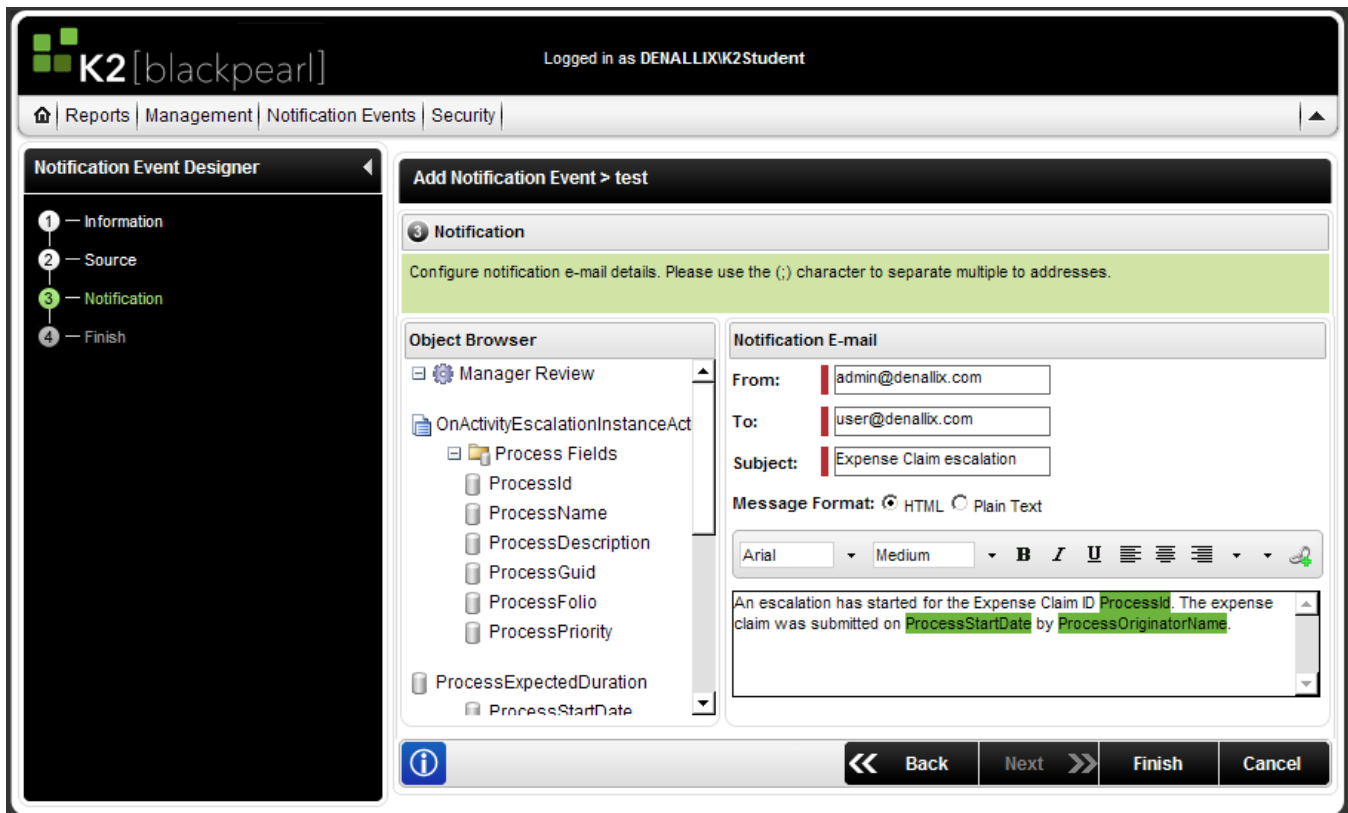 K2[blackpearl]
Logged in as DENALLIX\K2Student
Reports | Management | Notification Events | Security |
Notification Event Designer
1 — Information
2 — Source
3 — Notification
4 — Finish
Add Notification Event > test
3 Notification
Configure notification e-mail details. Please use the (;) character to separate multiple to addresses.
Object Browser
Manager Review
OnActivityEscalationInstanceAct
Process Fields
ProcessId
ProcessName
ProcessDescription
ProcessGuid
ProcessFolio
ProcessPriority
ProcessExpectedDuration
ProcessStartDate
Notification E-mail
From: admin@denallix.com
To: user@denallix.com
Subject: Expense Claim escalation
Message Format: HTML Plain Text
Arial Medium B I U
An escalation has started for the Expense Claim ID ProcessId. The expense
claim was submitted on ProcessStartDate by ProcessOriginatorName.
Back Next Finish Cancel